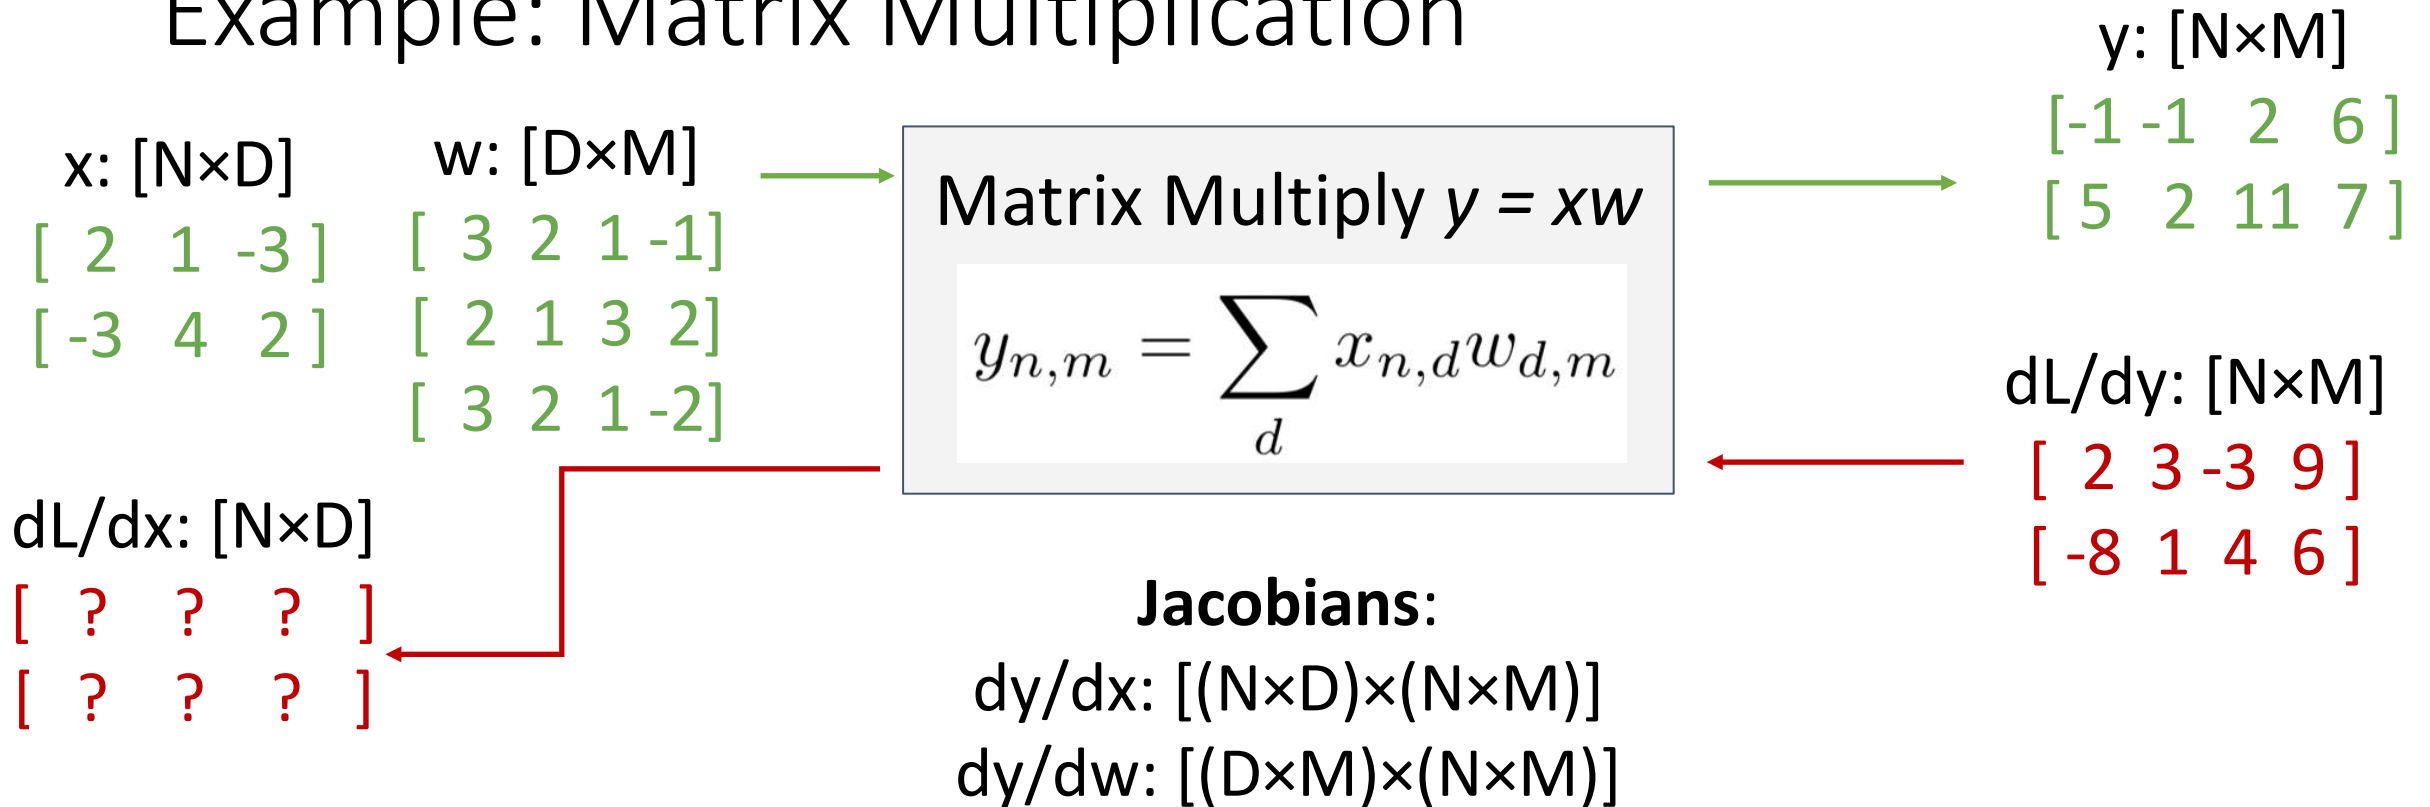 Example: Matrix Multiplication
x: [N×D]
[ 2 1 -3 ]
[ -3 4 2 ]
w: [D×M]
[ 3 2 1 -1]
[ 2 1 3 2]
[ 3 2 1 -2]
Matrix Multiply y = xw
y_{n,m} = \sum_{d} x_{n,d} w_{d,m}
y: [N×M]
[-1 -1 2 6 ]
[ 5 2 11 7 ]
dL/dy: [N×M]
[ 2 3 -3 9 ]
[ -8 1 4 6 ]
dL/dx: [N×D]
[ ? ? ? ]
[ ? ? ? ]
Jacobians:
dy/dx: [(N×D)×(N×M)]
dy/dw: [(D×M)×(N×M)]